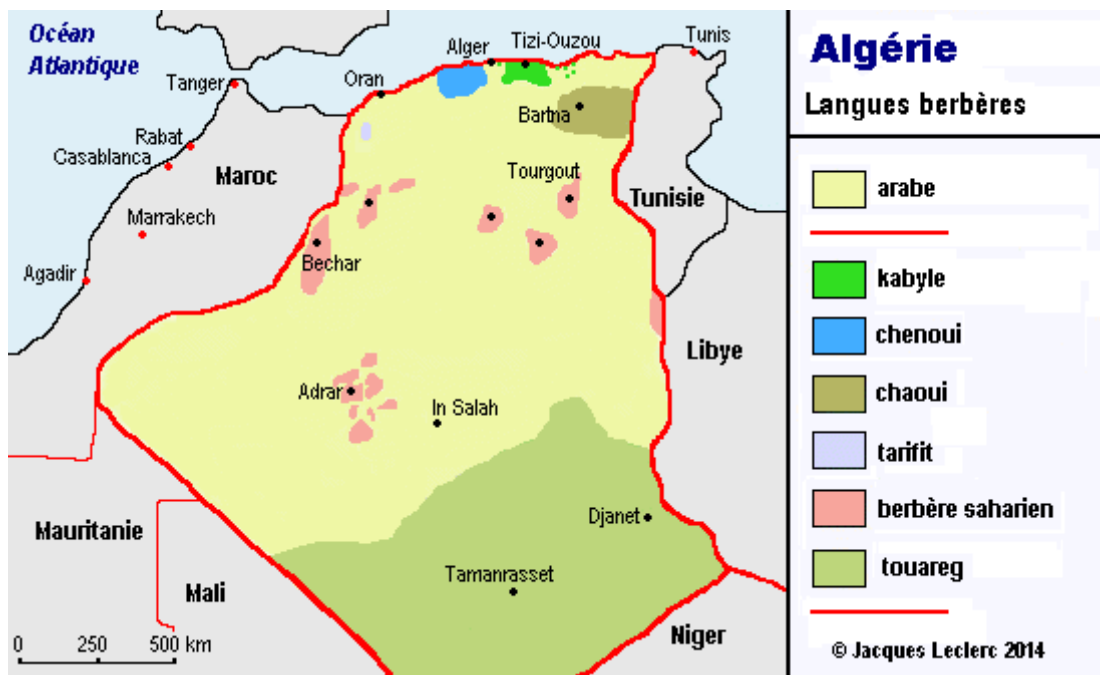 Océan
Atlantique
Tanger
Rabat
Casablanca
Marrakech
Agadir
Maroc
Oran
Alger
Tizi-Ouzou
Tunis
Bartna
Tourgout
Tunisie
Bechar
Libye
Adrar
In Salah
Djanet
Tamanrasset
Mauritanie
Mali
Niger
0 250 500 km
Algérie
Langues berbères
arabe
kabyle
chenoui
chaoui
tarifit
berbère saharien
touareg
© Jacques Leclerc 2014